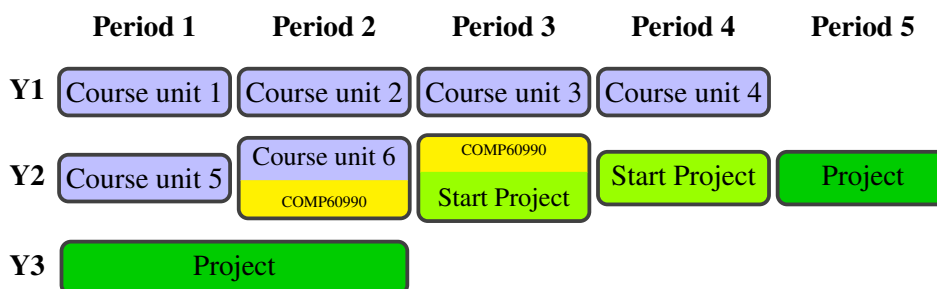 Period 1 Period 2 Period 3 Period 4 Period 5
Y1 Course unit 1 Course unit 2 Course unit 3 Course unit 4
Y2 Course unit 5 Course unit 6 COMP60990 COMP60990 Start Project Start Project Project
Y3 Project